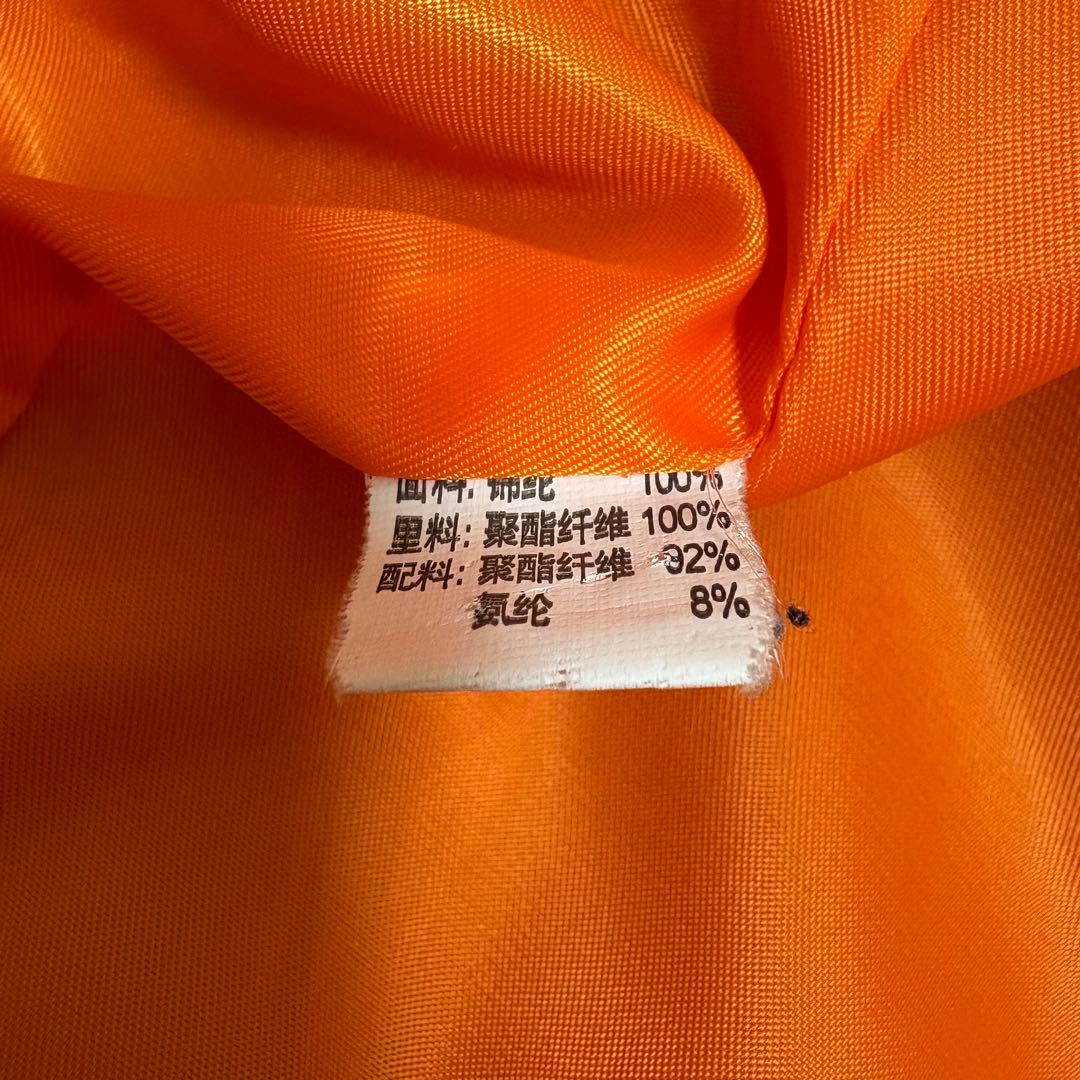 面料: 锦纶 100%
里料: 聚酯纤维 100%
配料: 聚酯纤维 92%
氨纶 8%